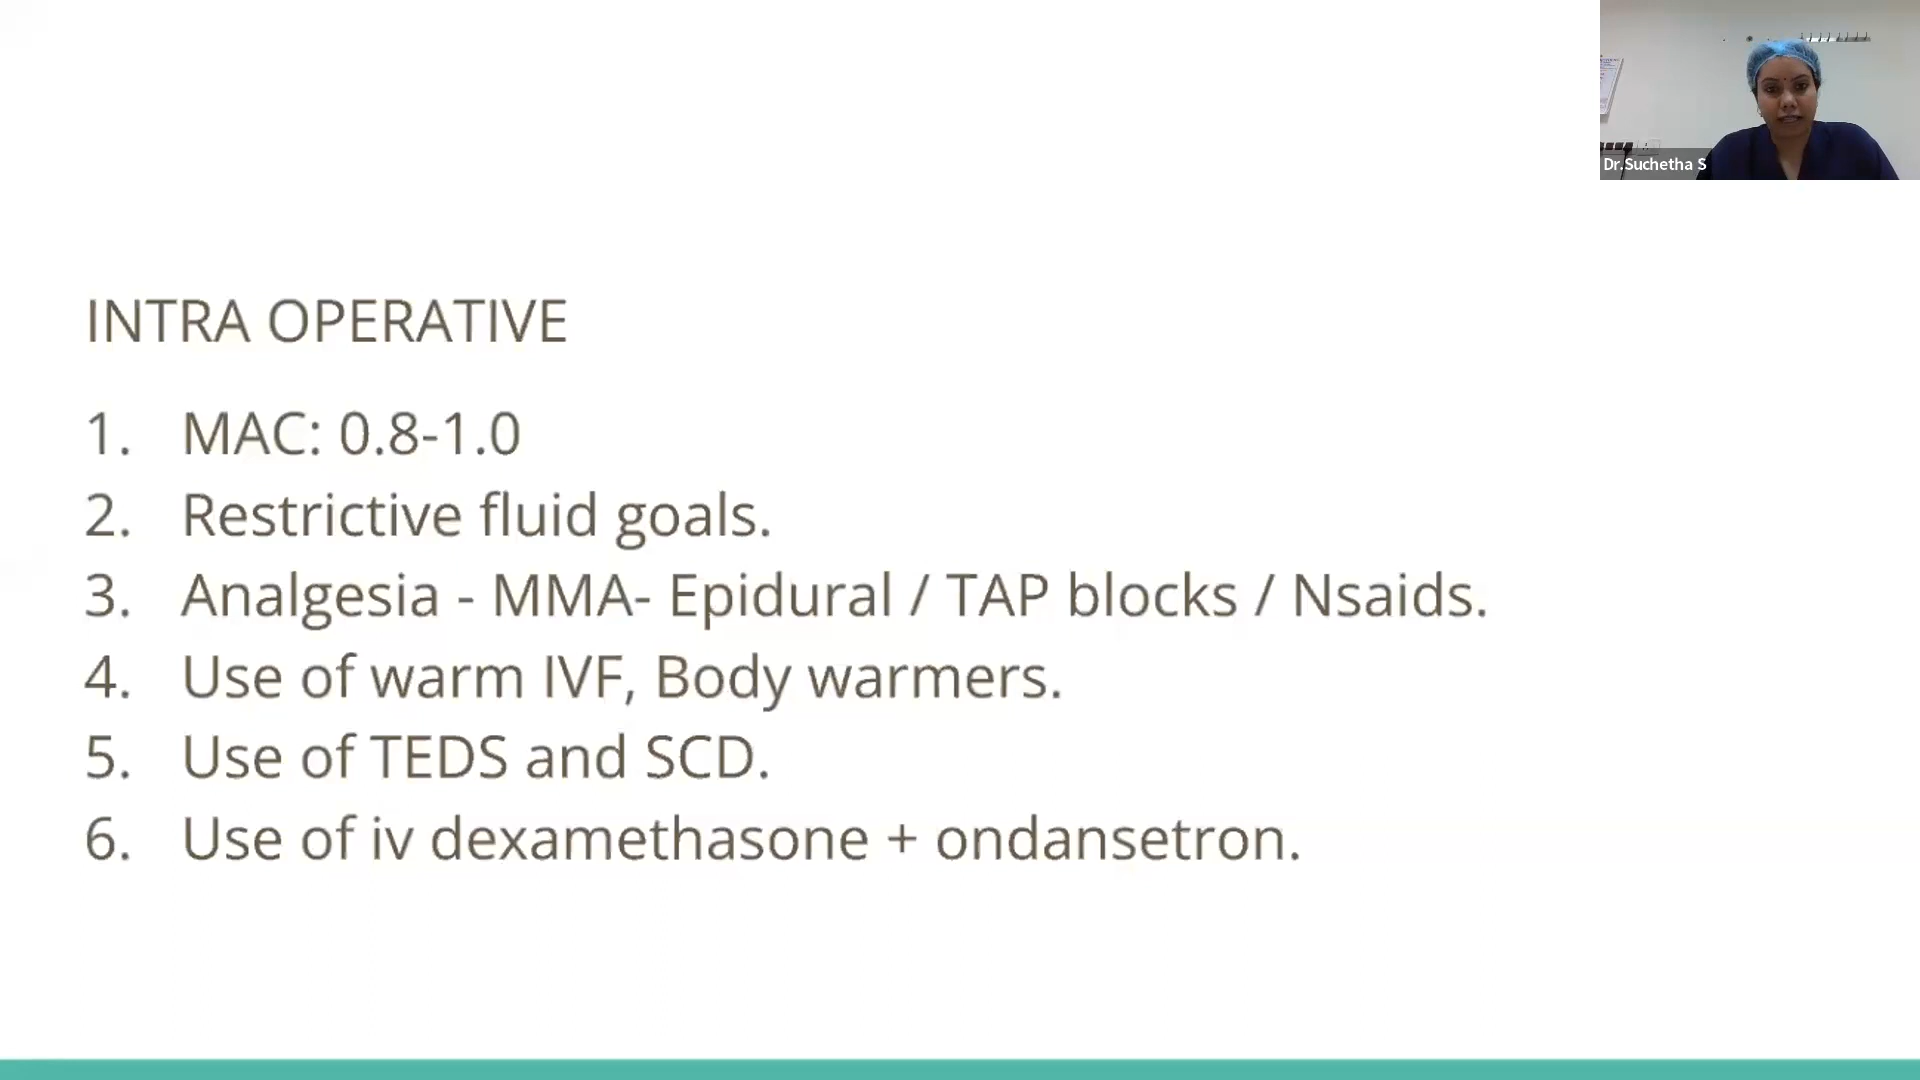 Dr.Suchetha S
INTRA OPERATIVE
1. MAC: 0.8-1.0
2. Restrictive fluid goals.
3. Analgesia - MMA- Epidural / TAP blocks / Nsaids.
4. Use of warm IVF, Body warmers.
5. Use of TEDS and SCD.
6. Use of iv dexamethasone + ondansetron.